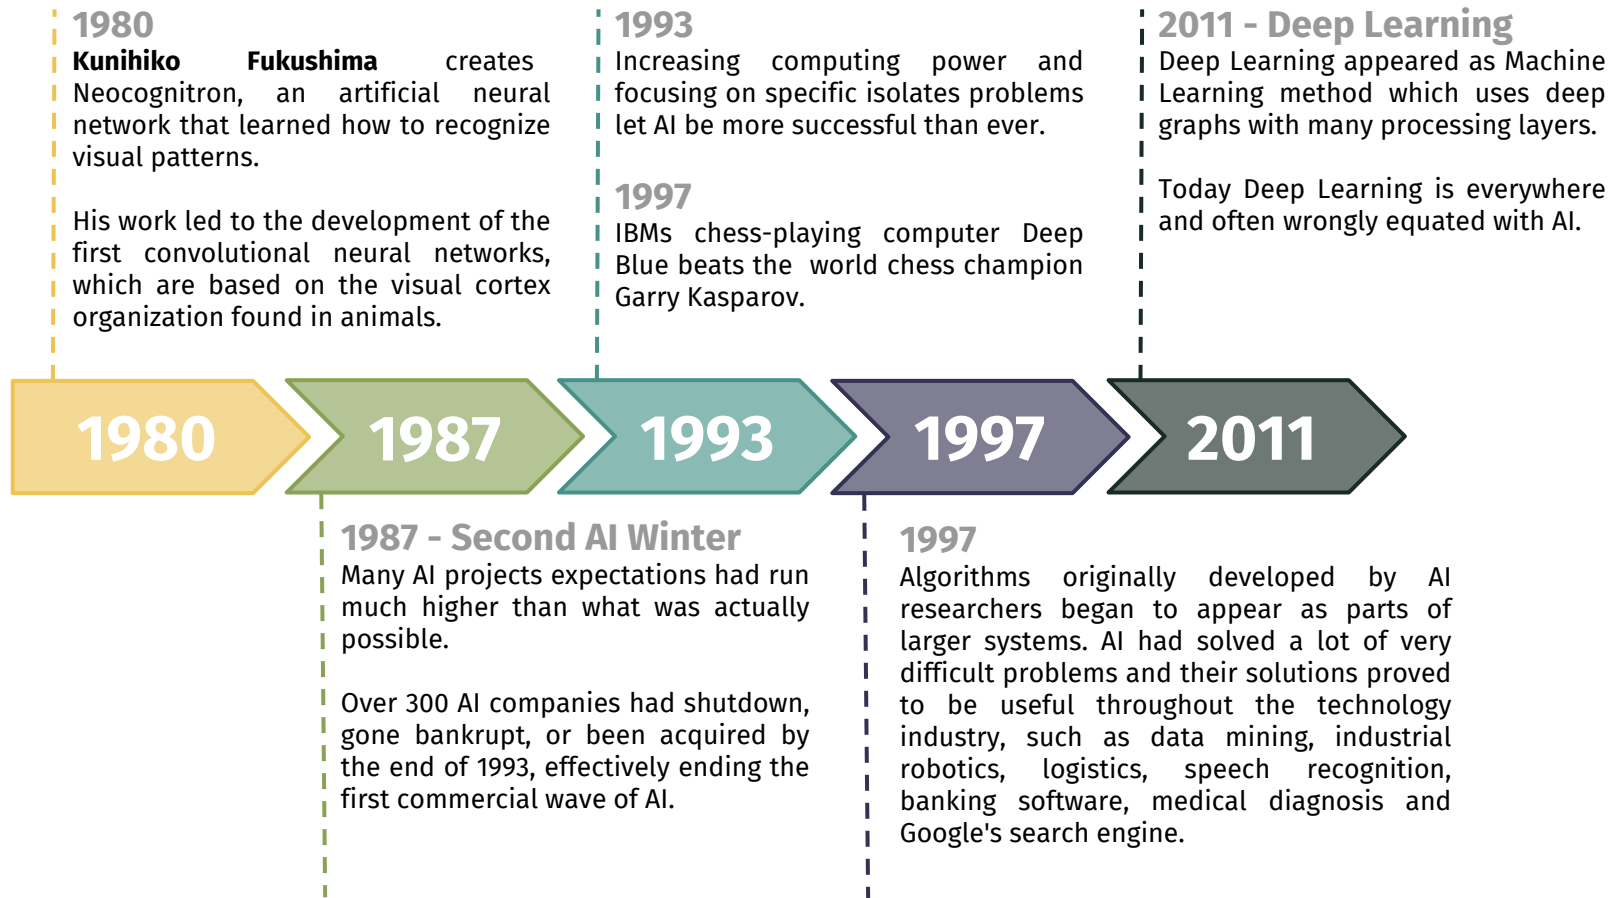 1980
Kunihiko Fukushima creates
Neocognitron, an artificial neural
network that learned how to recognize
visual patterns.
His work led to the development of the
first convolutional neural networks,
which are based on the visual cortex
organization found in animals.
1993
Increasing computing power and
focusing on specific isolates problems
let AI be more successful than ever.
1997
IBMs chess-playing computer Deep
Blue beats the world chess champion
Garry Kasparov.
2011 - Deep Learning
Deep Learning appeared as Machine
Learning method which uses deep
graphs with many processing layers.
Today Deep Learning is everywhere
and often wrongly equated with AI.
1980
1987
1993
1997
2011
1987 - Second AI Winter
Many AI projects expectations had run
much higher than what was actually
possible.
Over 300 AI companies had shutdown,
gone bankrupt, or been acquired by
the end of 1993, effectively ending the
first commercial wave of AI.
1997
Algorithms originally developed by AI
researchers began to appear as parts of
larger systems. AI had solved a lot of very
difficult problems and their solutions proved
to be useful throughout the technology
industry, such as data mining, industrial
robotics, logistics, speech recognition,
banking software, medical diagnosis and
Google's search engine.